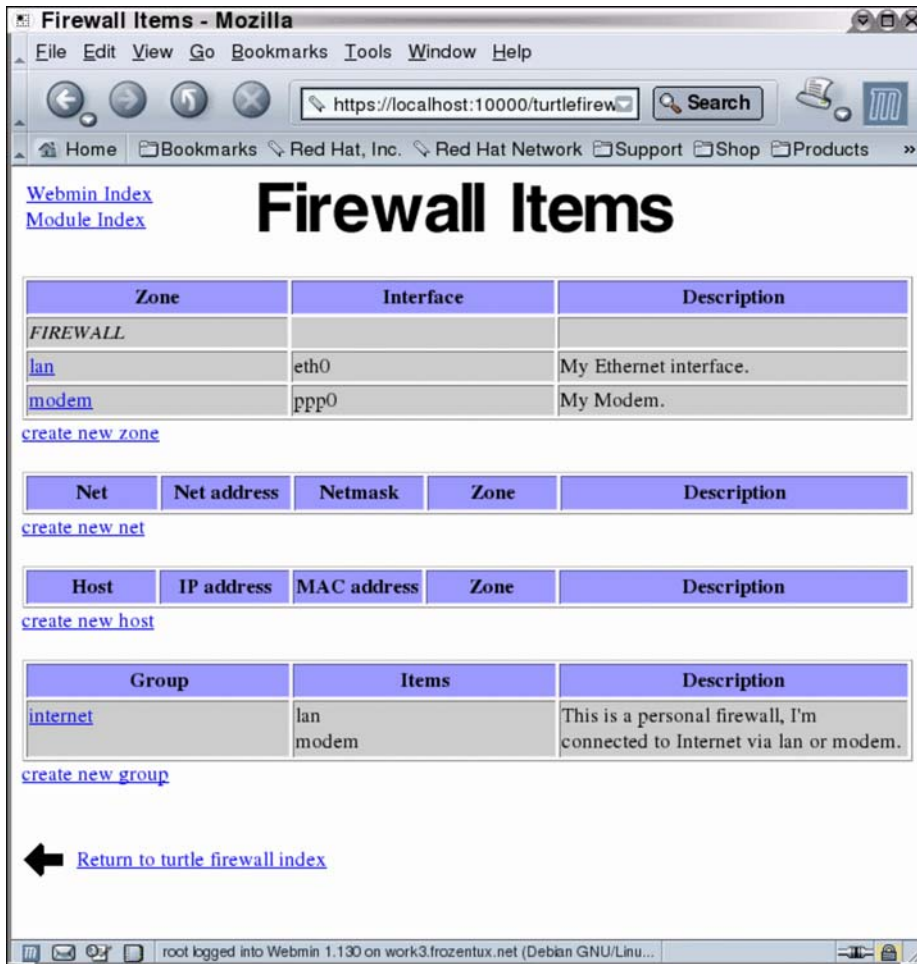 Firewall Items - Mozilla
File Edit View Go Bookmarks Tools Window Help
https://localhost:10000/turtlefirew
Search
Home Bookmarks Red Hat, Inc. Red Hat Network Support Shop Products »
Webmin Index
Module Index
Firewall Items
Zone Interface Description
FIREWALL
lan eth0 My Ethernet interface.
modem ppp0 My Modem.
create new zone
Net Net address Netmask Zone Description
create new net
Host IP address MAC address Zone Description
create new host
Group Items Description
internet lan This is a personal firewall, I'm
modem connected to Internet via lan or modem.
create new group
Return to turtle firewall index
root logged into Webmin 1.130 on work3.frozentux.net (Debian GNU/Linu...